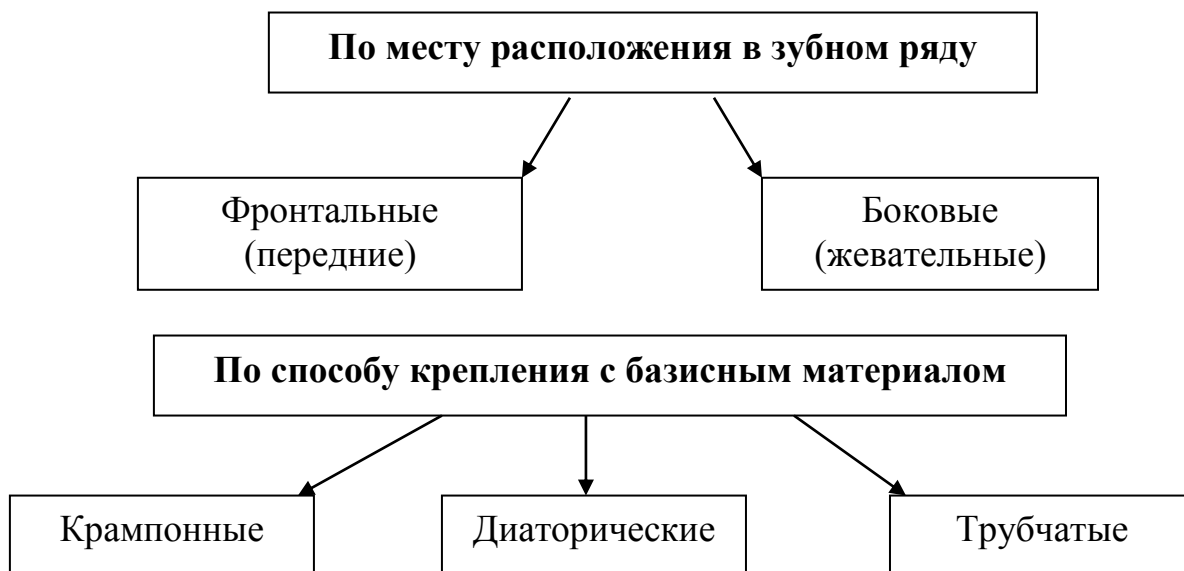 По месту расположения в зубном ряду
Фронтальные
(передние)
Боковые
(жевательные)
По способу крепления с базисным материалом
Крампонные
Диаторические
Трубчатые